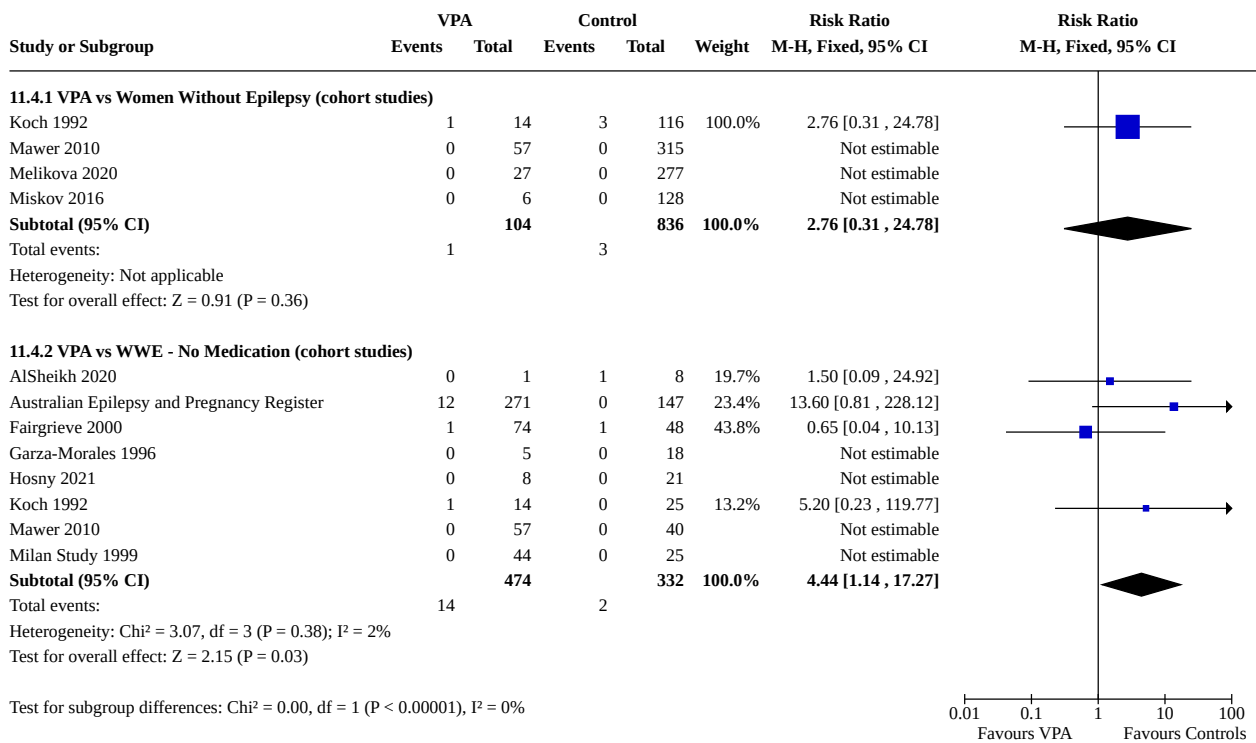 VPA Control Risk Ratio Risk Ratio
Study or Subgroup Events Total Events Total Weight M-H, Fixed, 95% CI M-H, Fixed, 95% CI
11.4.1 VPA vs Women Without Epilepsy (cohort studies)
Koch 1992 1 14 3 116 100.0% 2.76 [0.31 , 24.78]
Mawer 2010 0 57 0 315 Not estimable
Melikova 2020 0 27 0 277 Not estimable
Miskov 2016 0 6 0 128 Not estimable
Subtotal (95% CI) 104 836 100.0% 2.76 [0.31 , 24.78]
Total events: 1 3
Heterogeneity: Not applicable
Test for overall effect: Z = 0.91 (P = 0.36)
11.4.2 VPA vs WWE - No Medication (cohort studies)
AlSheikh 2020 0 1 1 8 19.7% 1.50 [0.09 , 24.92]
Australian Epilepsy and Pregnancy Register 12 271 0 147 23.4% 13.60 [0.81 , 228.12]
Fairgrieve 2000 1 74 1 48 43.8% 0.65 [0.04 , 10.13]
Garza-Morales 1996 0 5 0 18 Not estimable
Hosny 2021 0 8 0 21 Not estimable
Koch 1992 1 14 0 25 13.2% 5.20 [0.23 , 119.77]
Mawer 2010 0 57 0 40 Not estimable
Milan Study 1999 0 44 0 25 Not estimable
Subtotal (95% CI) 474 332 100.0% 4.44 [1.14 , 17.27]
Total events: 14 2
Heterogeneity: Chi² = 3.07, df = 3 (P = 0.38); I² = 2%
Test for overall effect: Z = 2.15 (P = 0.03)
Test for subgroup differences: Chi² = 0.00, df = 1 (P < 0.00001), I² = 0%
0.01 0.1 1 10 100
Favours VPA Favours Controls